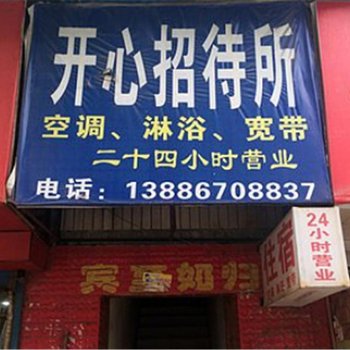 开心招待所
空调、淋浴、宽带
二十四小时营业
电话：13886708837
24
小时营业
住宿
宾至如归